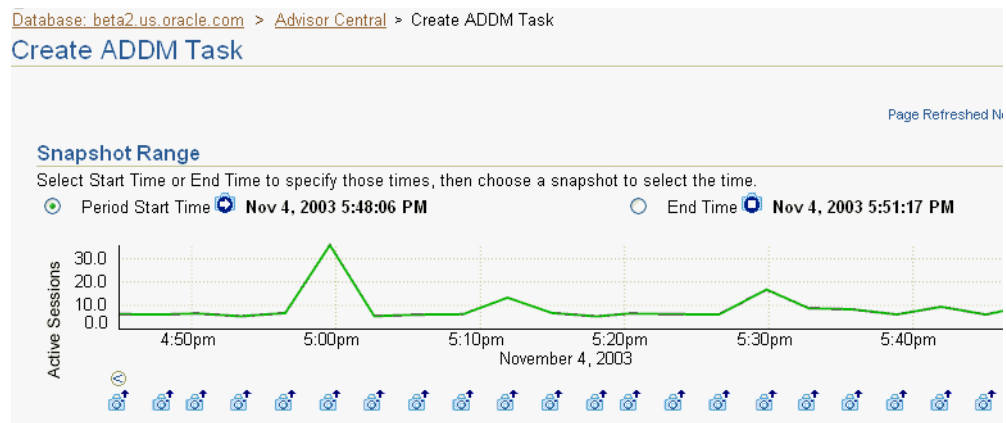 Database: beta2.us.oracle.com > Advisor Central > Create ADDM Task
Create ADDM Task
Page Refreshed
Snapshot Range
Select Start Time or End Time to specify those times, then choose a snapshot to select the time.
Period Start Time Nov 4, 2003 5:48:06 PM End Time Nov 4, 2003 5:51:17 PM
Active Sessions
30.0
20.0
10.0
0.0
4:50pm 5:00pm 5:10pm 5:20pm 5:30pm 5:40pm
November 4, 2003